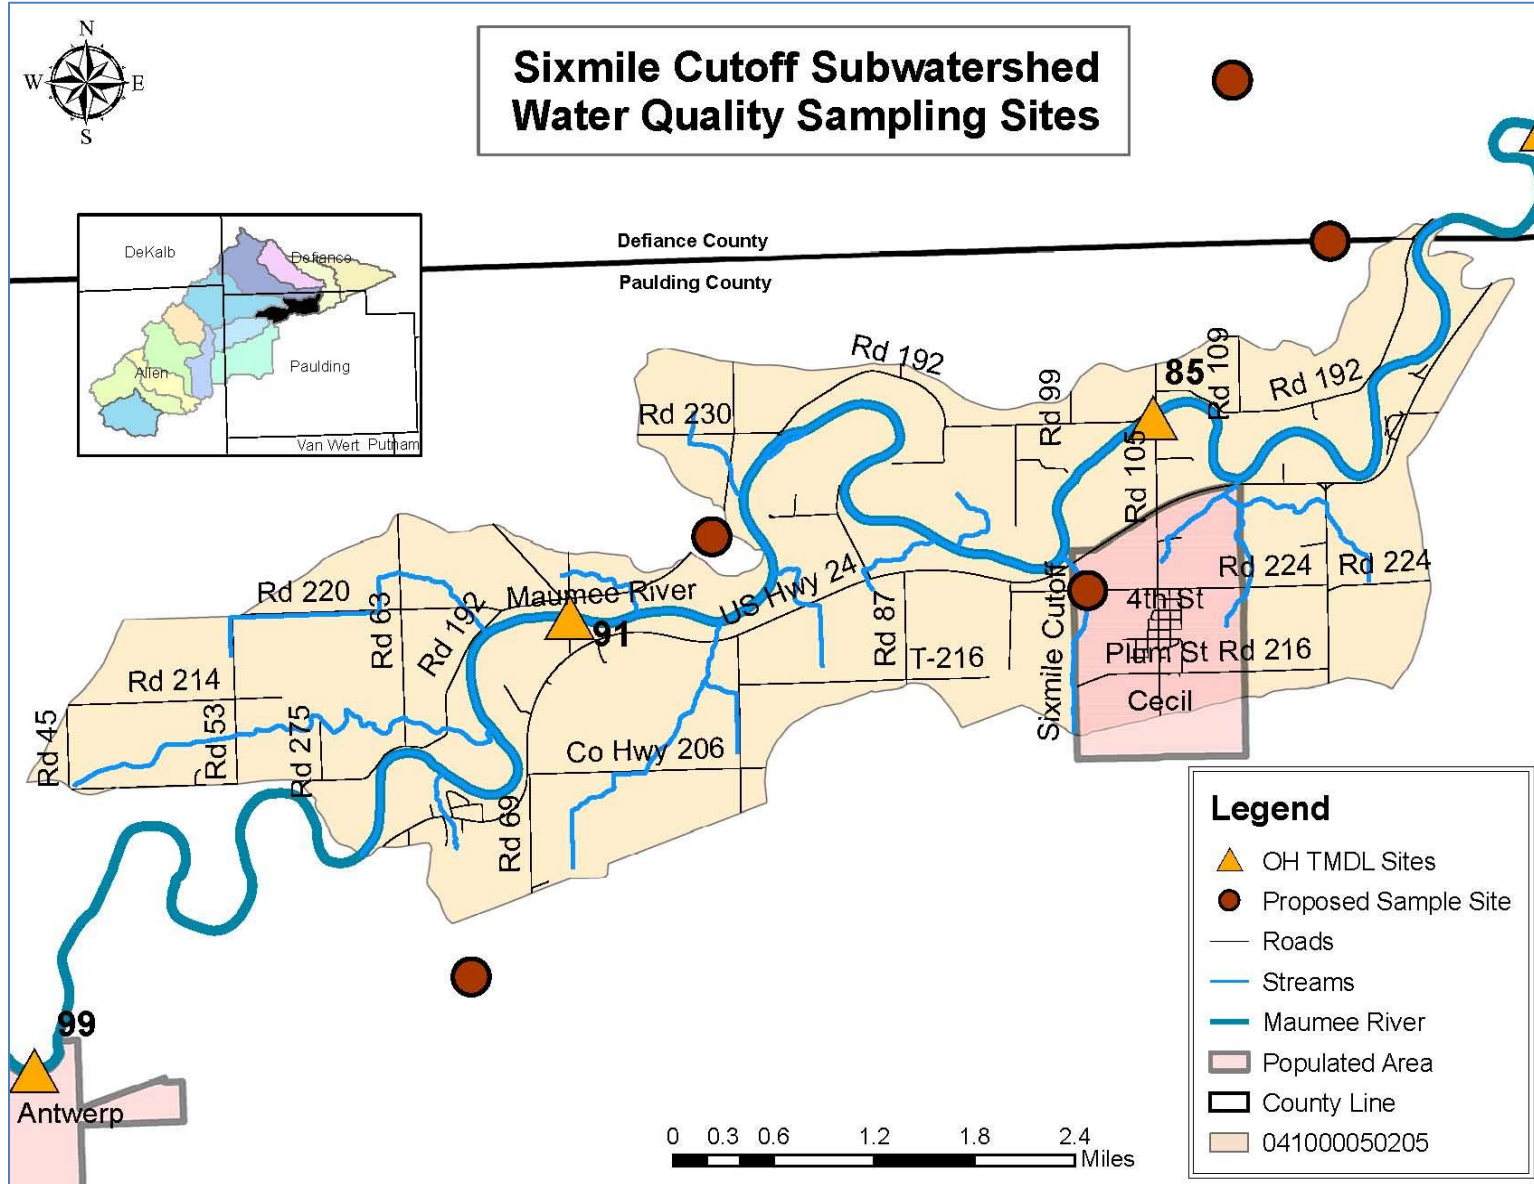 N
W E
S
Sixmile Cutoff Subwatershed
Water Quality Sampling Sites
Defiance County
Paulding County
DeKalb
Defiance
Paulding
Allen
Van Wert Putnam
Rd 192
Rd 230
Rd 99
85
Rd 109
Rd 192
Rd 105
Rd 220
Rd 63
Rd 192
Maumee River
91
US Hwy 24
Rd 87
T-216
Sixmile Cutoff
Rd 224
Rd 224
4th St
Plum St
Rd 216
Cecil
Rd 214
Rd 45
Rd 53
Rd 275
Co Hwy 206
Rd 69
99
Antwerp
Legend
OH TMDL Sites
Proposed Sample Site
Roads
Streams
Maumee River
Populated Area
County Line
041000050205
0 0.3 0.6 1.2 1.8 2.4
Miles